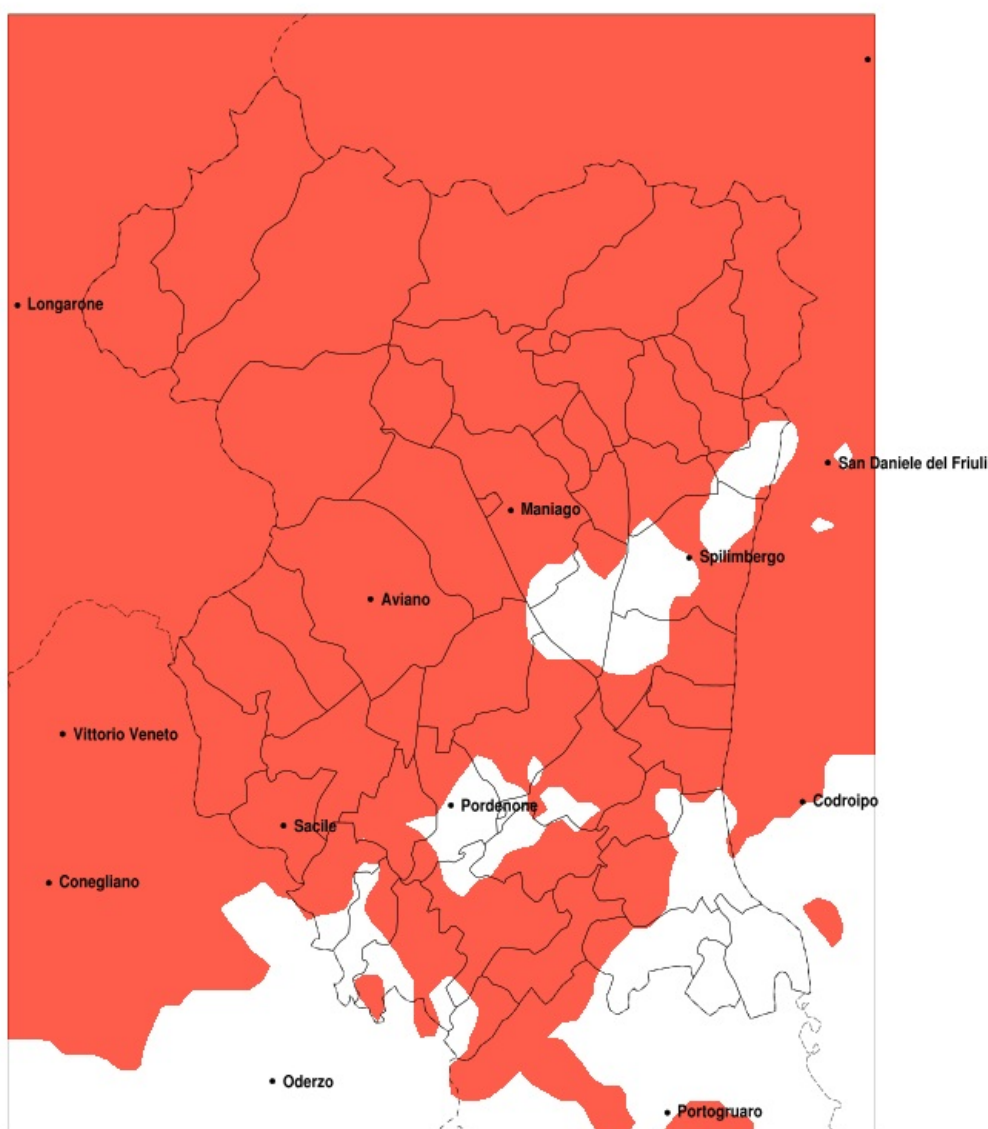 Longarone
San Daniele del Friuli
Maniago
Spilimbergo
Aviano
Vittorio Veneto
Codroipo
Pordenone
Sacile
Conegliano
Oderzo
Portogruaro